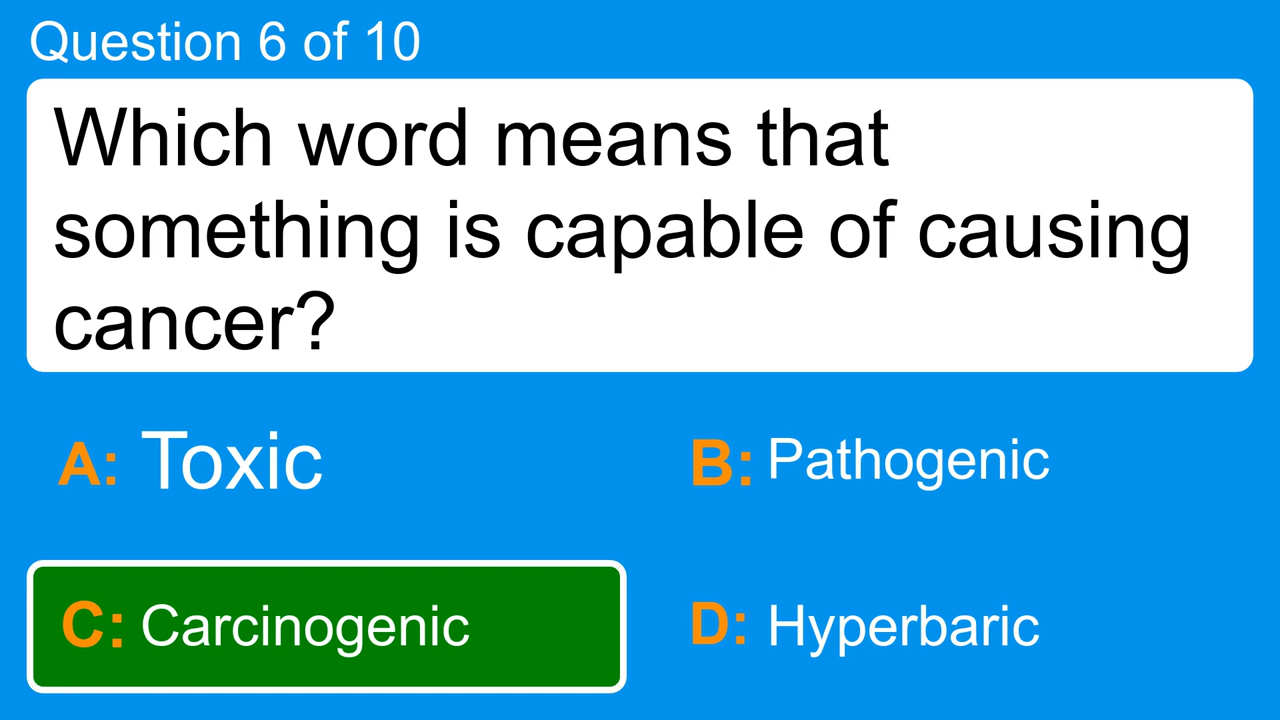 Question 6 of 10
Which word means that
something is capable of causing
cancer?
A: Toxic
B: Pathogenic
C: Carcinogenic
D: Hyperbaric